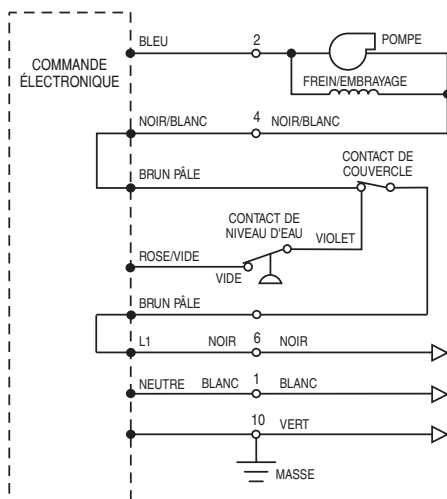 COMMANDE
ÉLECTRONIQUE
BLEU 2 POMPE
FREIN/EMBRAYAGE
NOIR/BLANC 4 NOIR/BLANC
BRUN PÂLE
CONTACT DE
COUVERCLE
CONTACT DE
NIVEAU D'EAU
VIOLET
ROSE/VIDE
VIDE
BRUN PÂLE
L1 NOIR 6 NOIR
NEUTRE BLANC 1 BLANC
10 VERT
MASSE